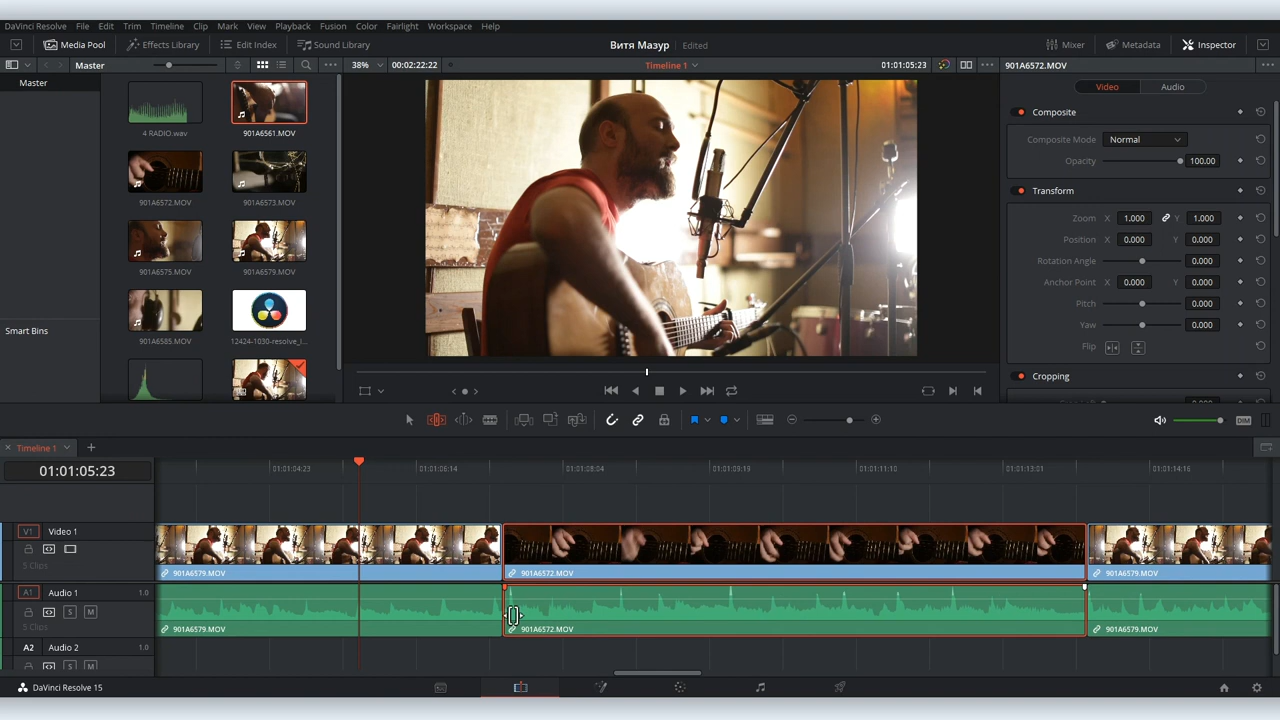 DaVinci Resolve File Edit Trim Timeline Clip Mark View Playback Fusion Color Fairlight Workspace Help
Media Pool Effects Library Edit Index Sound Library Витя Мазур Edited Mixer Metadata Inspector
Master 38% 00:02:22:22 Timeline 1 01:01:05:23 901A6572.MOV
Master
Video Audio
Composite
4 RADIO.wav 901A6561.MOV
Composite Mode Normal
Opacity 100.00
Transform
901A6572.MOV 901A6573.MOV
Zoom X 1.000 Y 1.000
Position X 0.000 Y 0.000
Rotation Angle 0.000
901A6575.MOV 901A6579.MOV
Anchor Point X 0.000 Y 0.000
Pitch 0.000
Yaw 0.000
Smart Bins
901A6585.MOV 12424-1030-resolve_l...
Flip
Cropping
DIM
Timeline 1
01:01:05:23
01:01:04:23 01:01:06:14 01:01:08:04 01:01:09:19 01:01:11:10 01:01:13:01 01:01:14:16
V1 Video 1
5 Clips
901A6579.MOV 901A6572.MOV 901A6579.MOV
A1 Audio 1 1.0
S M
5 Clips
901A6579.MOV 901A6572.MOV 901A6579.MOV
A2 Audio 2 1.0
S M
DaVinci Resolve 15